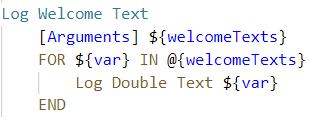 Log Welcome Text
[Arguments] ${welcomeTexts}
FOR ${var} IN @{welcomeTexts}
Log Double Text ${var}
END